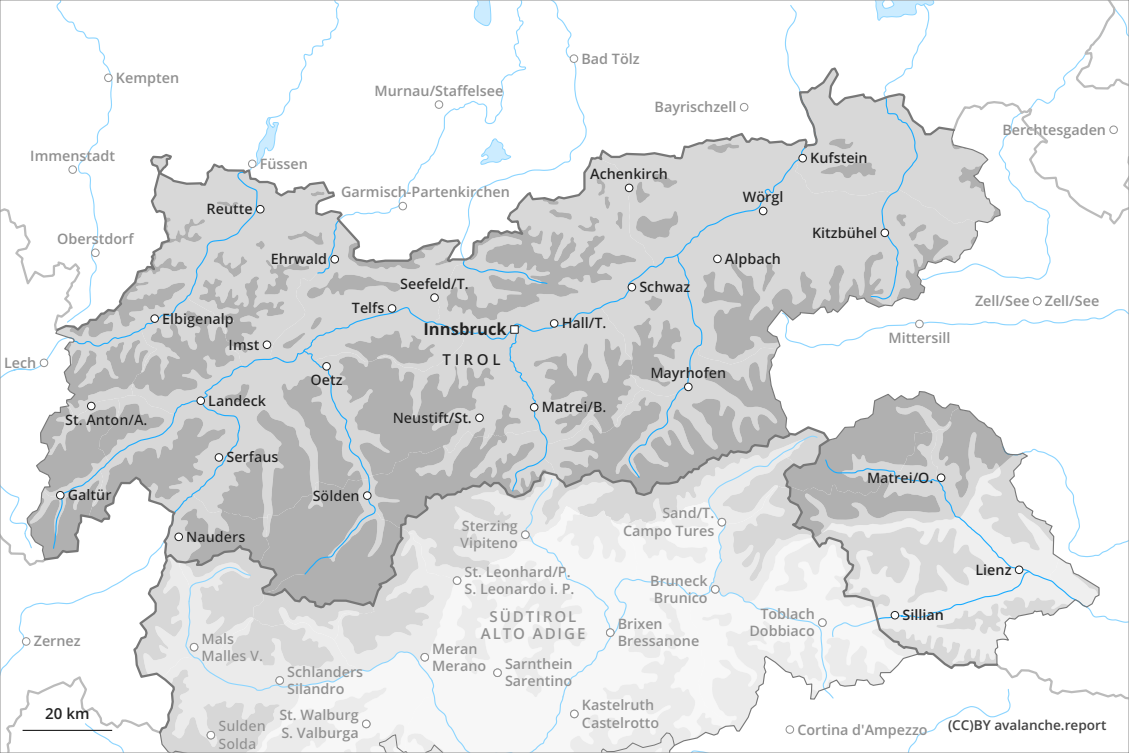 Kempten
Bad Tölz
Murnau/Staffelsee
Bayrischzell
Berchtesgaden
Immenstadt
Füssen
Kufstein
Achenkirch
Garmisch-Partenkirchen
Wörgl
Reutte
Kitzbühel
Oberstdorf
Ehrwald
Alpbach
Seefeld/T.
Schwaz
Zell/See
Zell/See
Telfs
Elbigenalp
Innsbruck
Hall/T.
Mittersill
Imst
TIROL
Lech
Oetz
Mayrhofen
Landeck
St. Anton/A.
Neustift/St.
Matrei/B.
Serfaus
Matrei/O.
Galtür
Sölden
Sand/T.
Campo Tures
Sterzing
Vipiteno
Nauders
Lienz
St. Leonhard/P.
S. Leonardo i. P.
Bruneck
Brunico
SÜDTIROL
ALTO ADIGE
Toblach
Dobbiaco
Sillian
Brixen
Bressanone
Zernez
Mals
Malles V.
Meran
Merano
Sarnthein
Sarentino
Schlanders
Silandro
Kastelruth
Castelrotto
20 km
St. Walburg
S. Valburga
Sulden
Solda
Cortina d'Ampezzo
(CC)BY avalanche.report